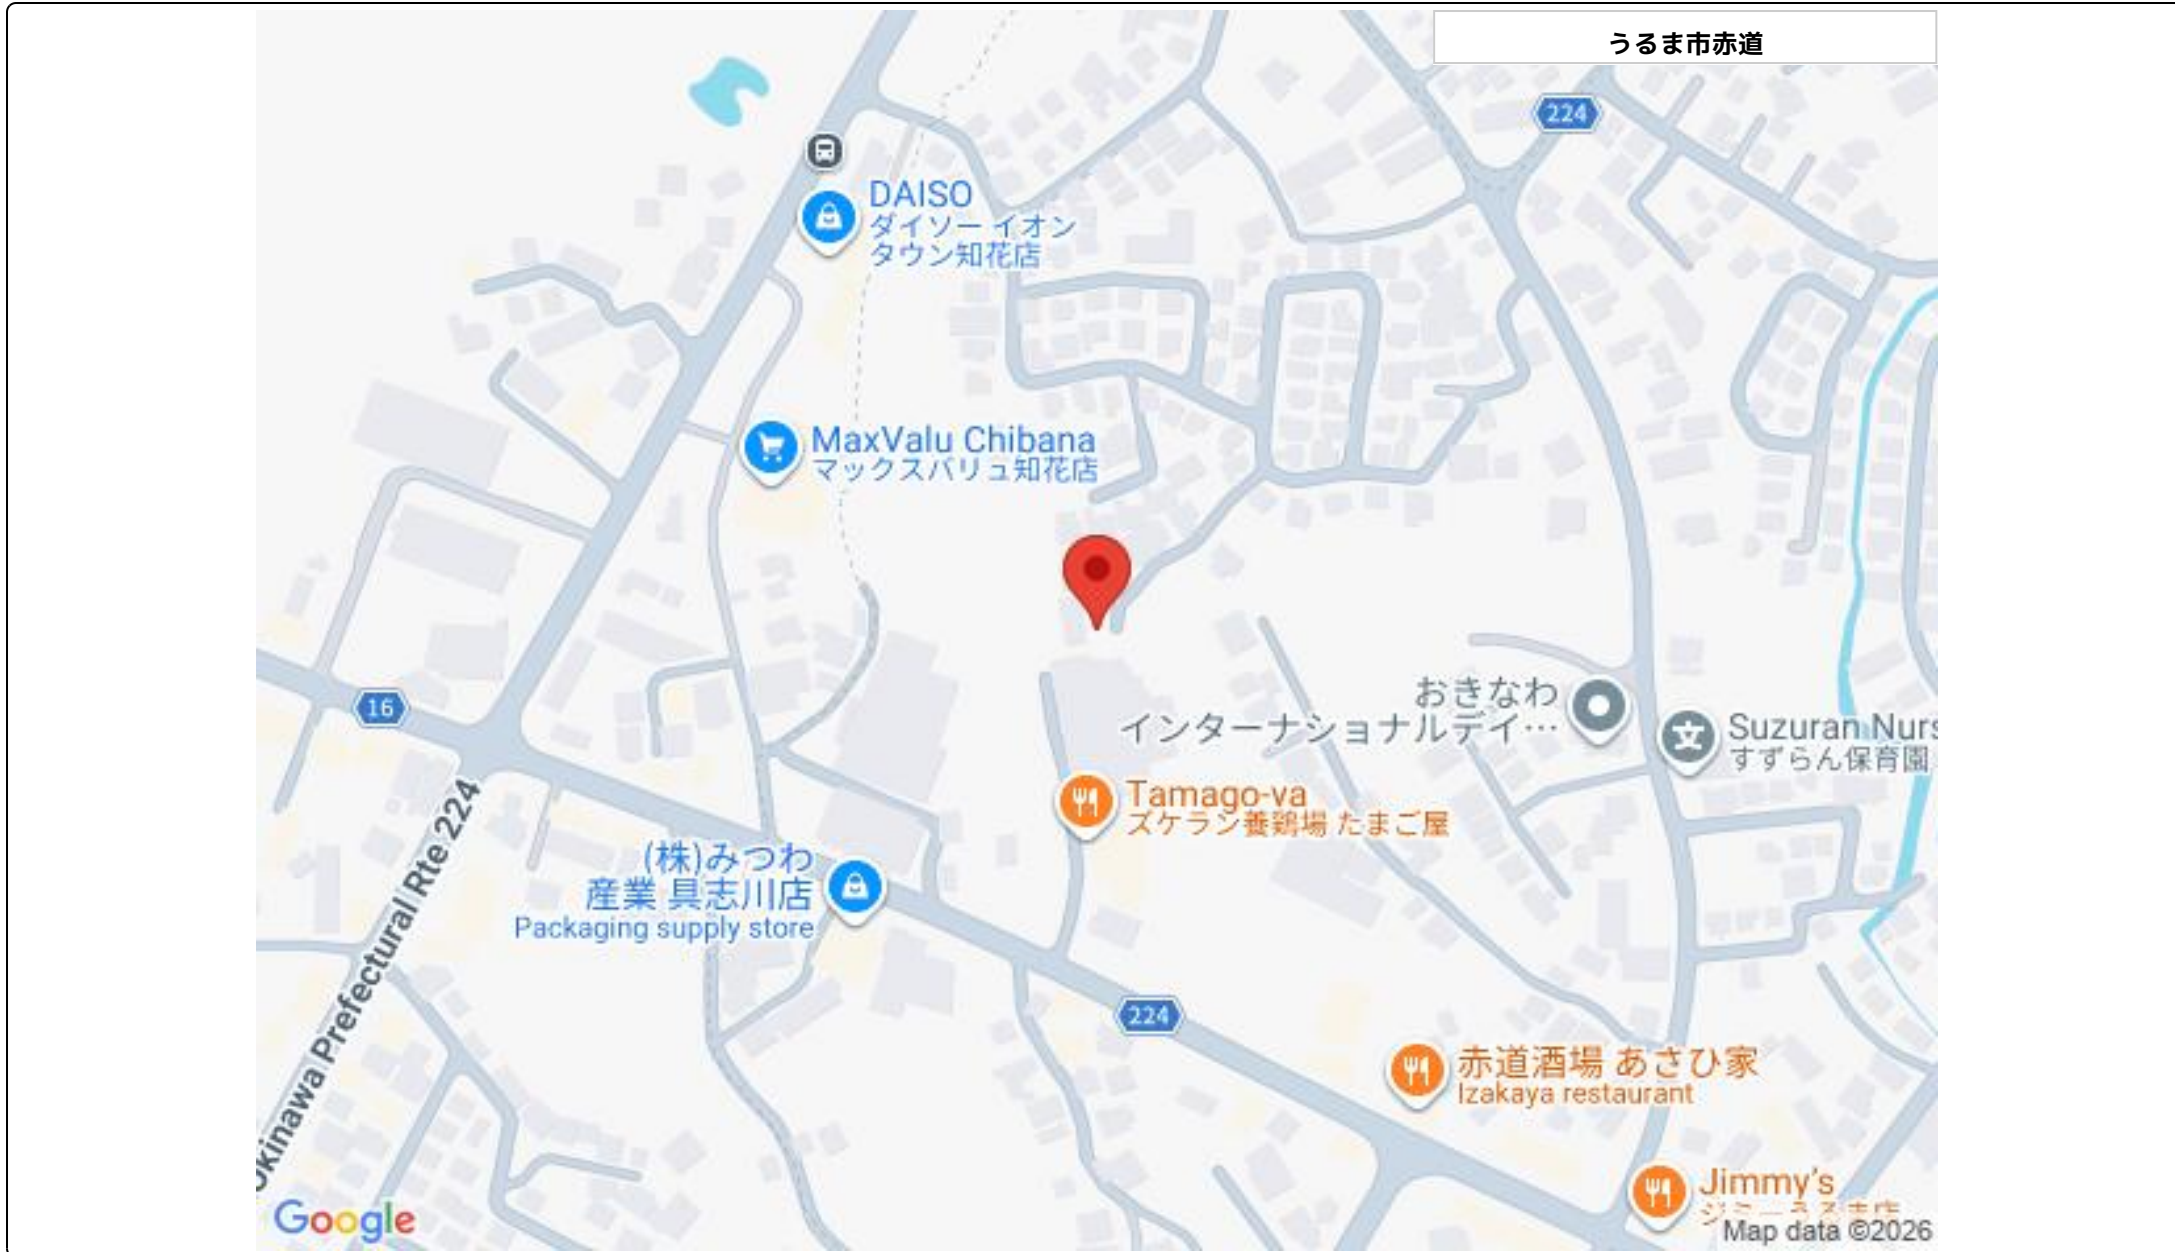 うるま市赤道
224
DAISO
ダイソー イオン
タウン知花店
MaxValu Chibana
マックスバリュ知花店
16
おきなわ
インターナショナルデイ…
Suzuran Nurs
すずらん保育園
Tamago-ya
ズケラン養鶏場 たまご屋
(株)みつわ
産業 具志川店
Packaging supply store
Okinawa Prefectural Rte 224
224
赤道酒場 あさひ家
Izakaya restaurant
Jimmy's
Google
Map data ©2026